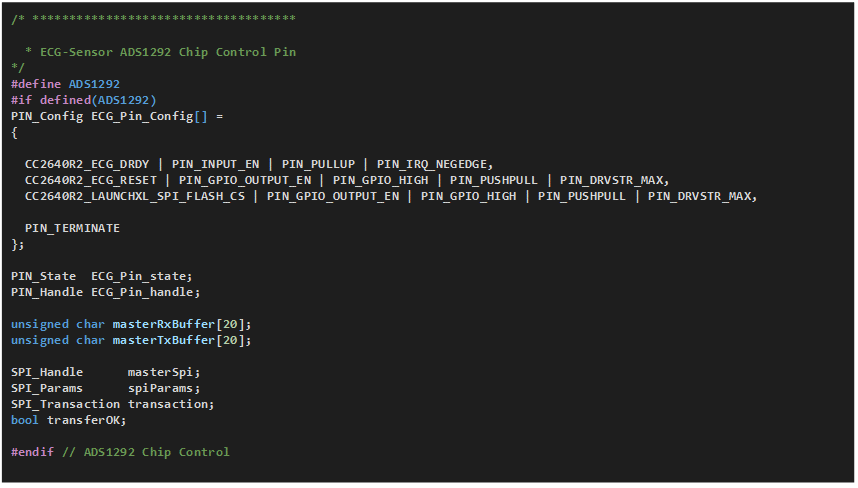 /* ************************************
* ECG-Sensor ADS1292 Chip Control Pin
*/
#define ADS1292
#if defined(ADS1292)
PIN_Config ECG_Pin_Config[] =
{
CC2640R2_ECG_DRDY | PIN_INPUT_EN | PIN_PULLUP | PIN_IRQ_NEGEDGE,
CC2640R2_ECG_RESET | PIN_GPIO_OUTPUT_EN | PIN_GPIO_HIGH | PIN_PUSHPULL | PIN_DRVSTR_MAX,
CC2640R2_LAUNCHXL_SPI_FLASH_CS | PIN_GPIO_OUTPUT_EN | PIN_GPIO_HIGH | PIN_PUSHPULL | PIN_DRVSTR_MAX,
PIN_TERMINATE
};
PIN_State  ECG_Pin_state;
PIN_Handle ECG_Pin_handle;
unsigned char masterRxBuffer[20];
unsigned char masterTxBuffer[20];
SPI_Handle      masterSpi;
SPI_Params      spiParams;
SPI_Transaction transaction;
bool transferOK;
#endif // ADS1292 Chip Control